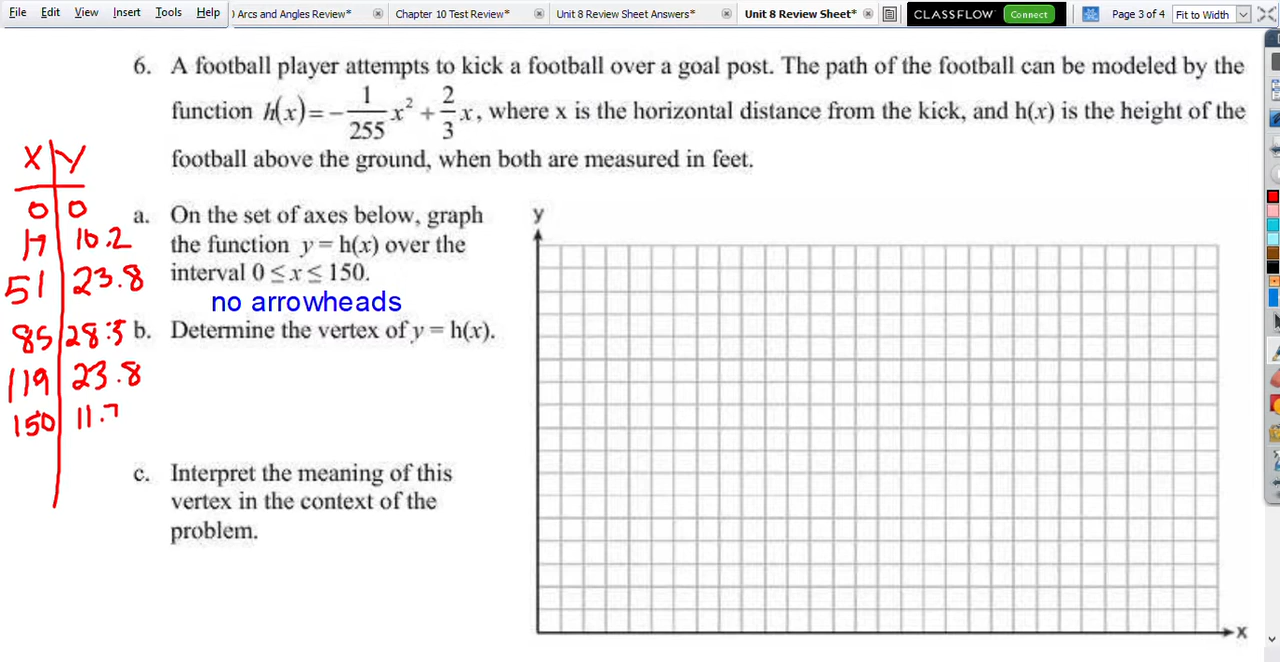 File Edit View Insert Tools Help ) Arcs and Angles Review* Chapter 10 Test Review* Unit 8 Review Sheet Answers* Unit 8 Review Sheet* CLASSFLOW Connect Page 3 of 4 Fit to Width
6. A football player attempts to kick a football over a goal post. The path of the football can be modeled by the
function h(x) = -1/255 x² + 2/3 x, where x is the horizontal distance from the kick, and h(x) is the height of the
football above the ground, when both are measured in feet.
X Y
0 0
17 10.2
51 23.8
85 28.3
119 23.8
150 11.7
a. On the set of axes below, graph
the function y = h(x) over the
interval 0 ≤ x ≤ 150.
no arrowheads
b. Determine the vertex of y = h(x).
c. Interpret the meaning of this
vertex in the context of the
problem.
y
x